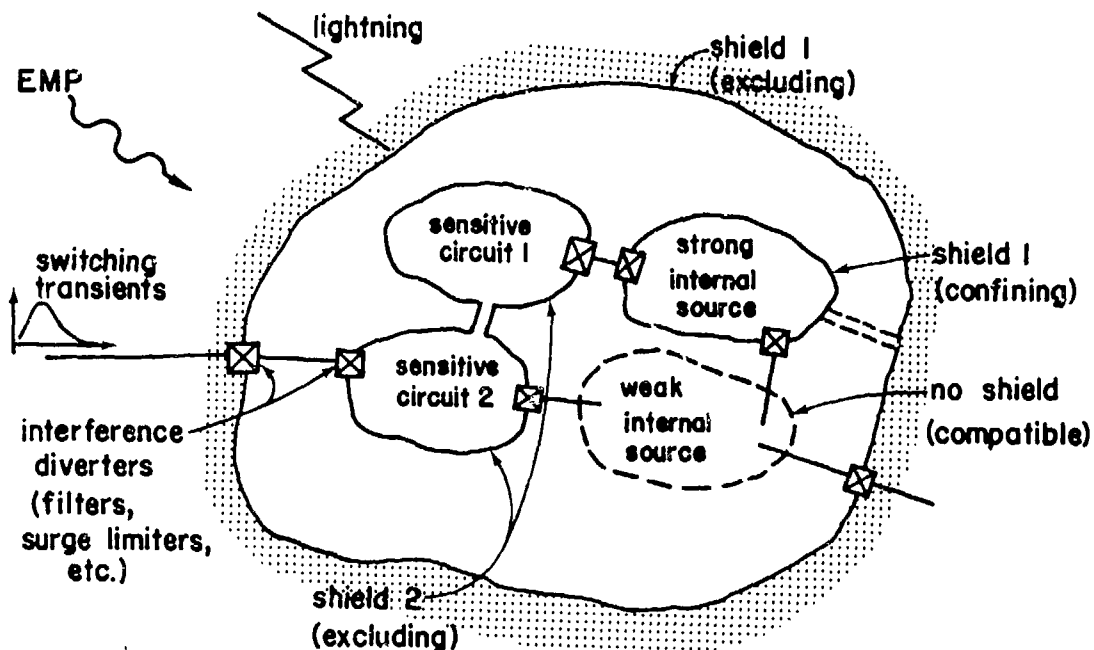 lightning
shield 1
(excluding)
EMP
sensitive
circuit 1
strong
internal
source
switching
transients
shield 1
(confining)
sensitive
circuit 2
weak
internal
source
no shield
(compatible)
interference
diverters
(filters,
surge limiters,
etc.)
shield 2
(excluding)